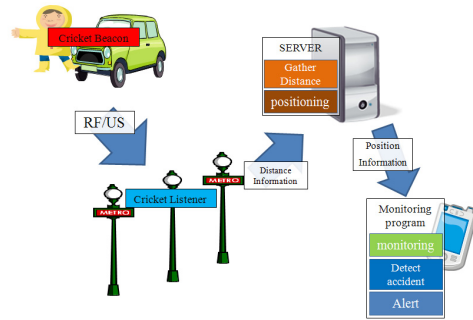 Cricket Beacon
RF/US
METRO
METRO
Cricket Listener
Distance
Information
SERVER
Gather
Distance
positioning
Position
Information
Monitoring
program
monitoring
Detect
accident
Alert